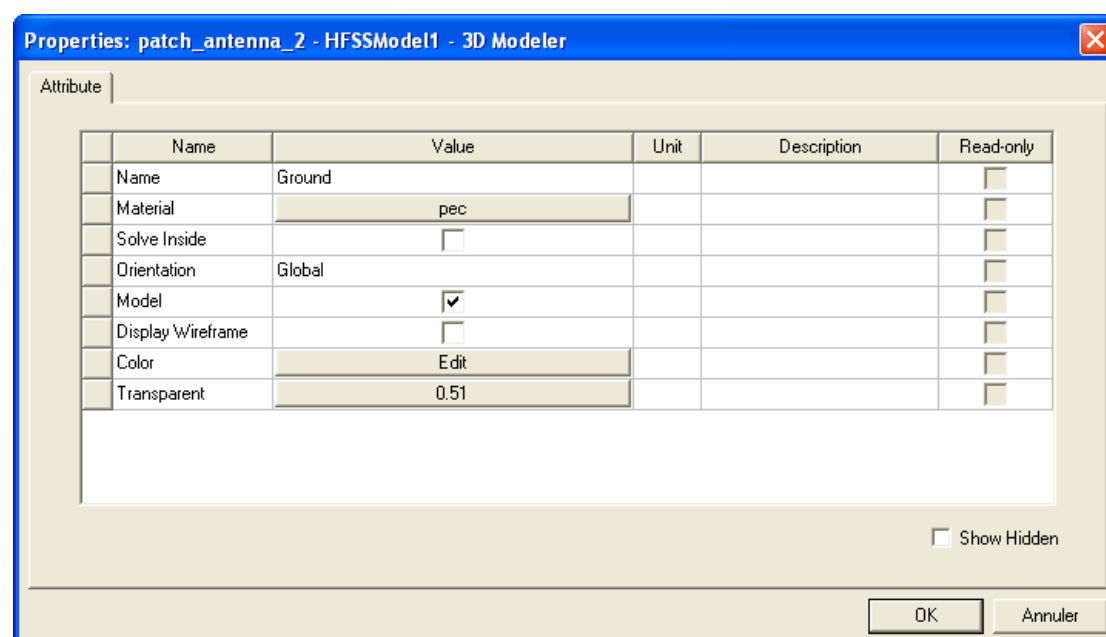 Properties: patch_antenna_2 - HFSSModel1 - 3D Modeler
Attribute
Name Value Unit Description Read-only
Name Ground
Material pec
Solve Inside
Orientation Global
Model
Display Wireframe
Color Edit
Transparent 0.51
Show Hidden
OK Annuler